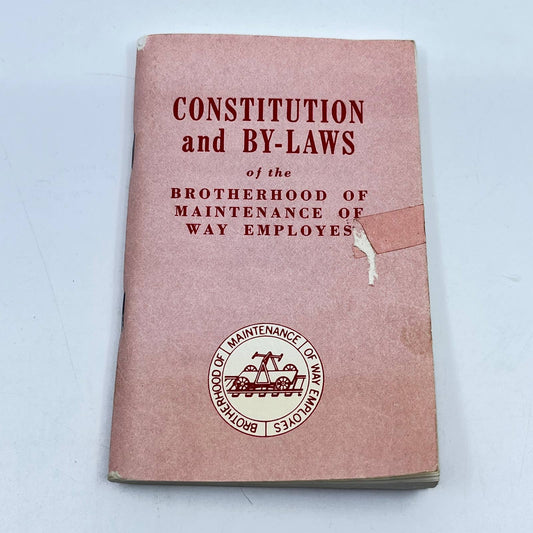 CONSTITUTION
and BY-LAWS
of the
BROTHERHOOD OF
MAINTENANCE OF
WAY EMPLOYES
BROTHERHOOD OF | MAINTENANCE | OF WAY EMPLOYES |